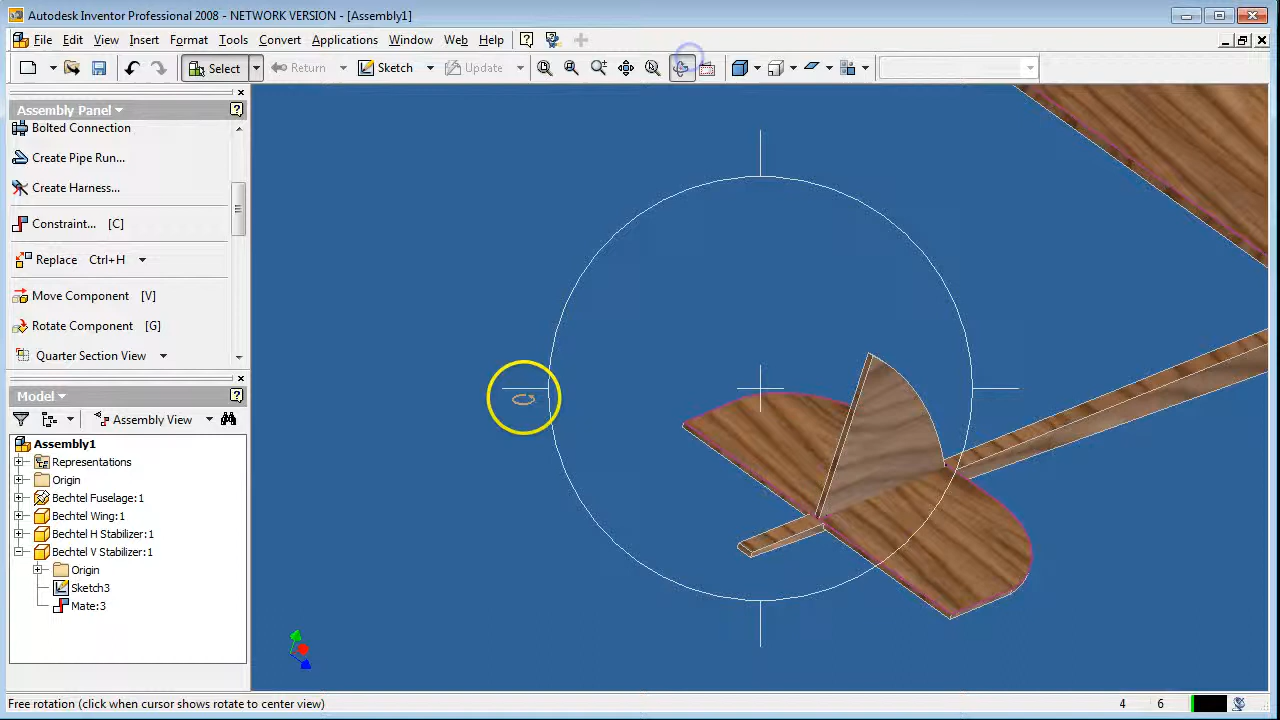 Autodesk Inventor Professional 2008 - NETWORK VERSION - [Assembly1]
File Edit View Insert Format Tools Convert Applications Window Web Help
Select Return Sketch Update
Assembly Panel
Bolted Connection
Create Pipe Run...
Create Harness...
Constraint... [C]
Replace Ctrl+H
Move Component [V]
Rotate Component [G]
Quarter Section View
Model
Assembly View
Assembly1
Representations
Origin
Bechtel Fuselage:1
Bechtel Wing:1
Bechtel H Stabilizer:1
Bechtel V Stabilizer:1
Origin
Sketch3
Mate:3
Free rotation (click when cursor shows rotate to center view) 4 6